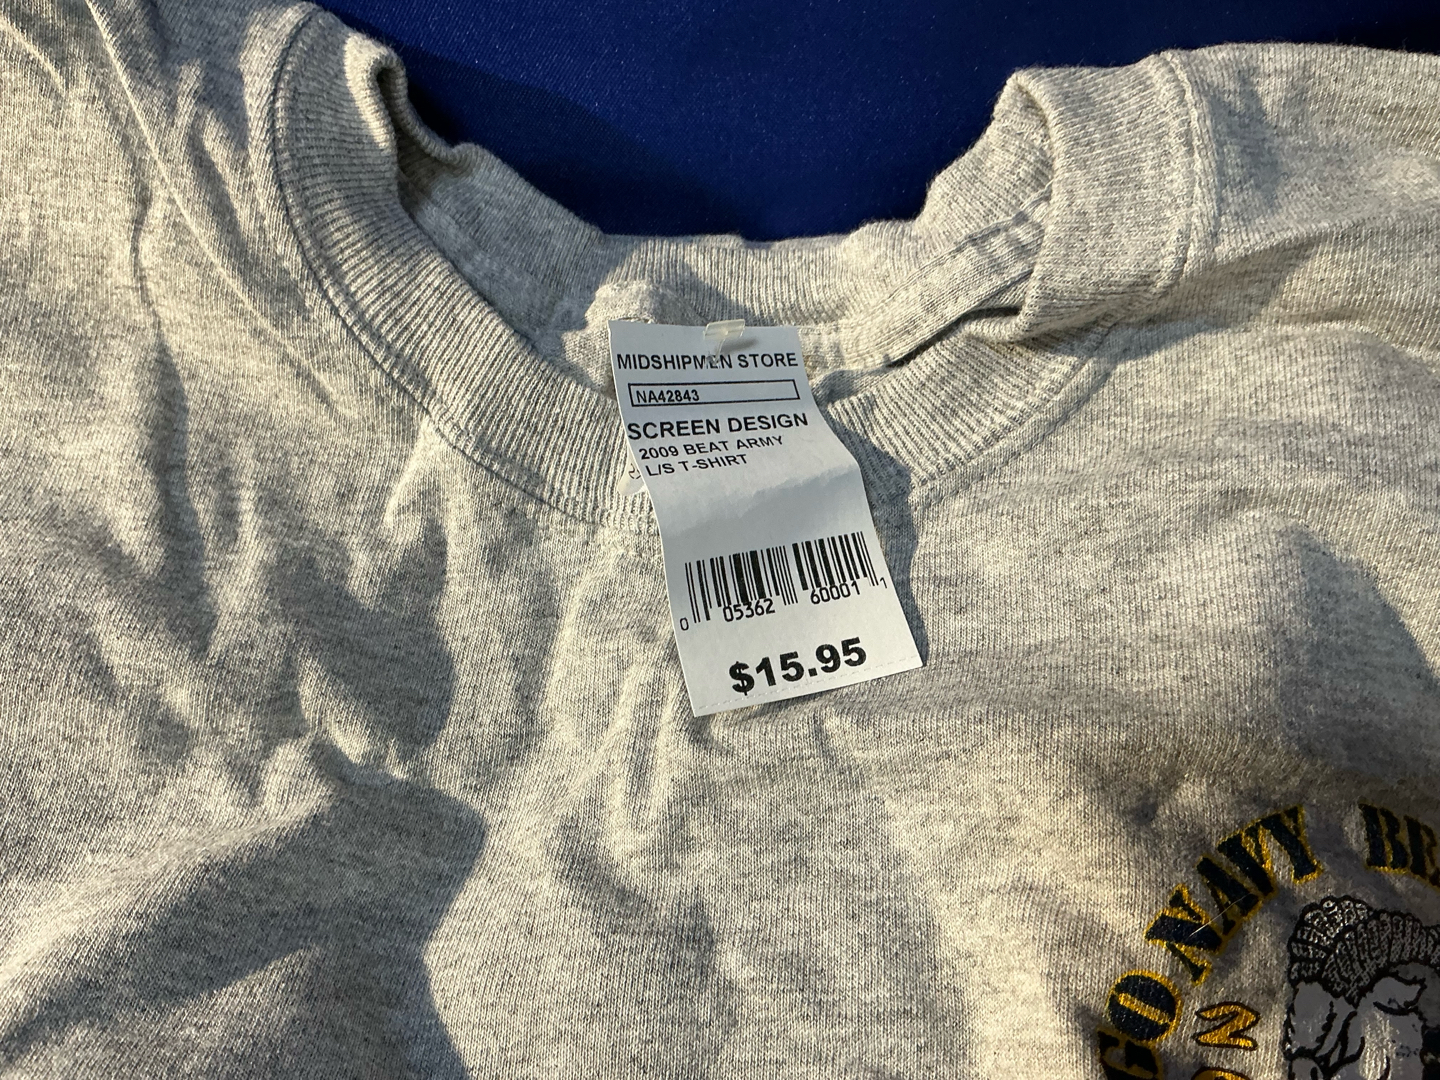 MIDSHIPMEN STORE
NA42843
SCREEN DESIGN
2009 BEAT ARMY
L/S T-SHIRT
0 05362 60001 1
$15.95
GO NAVY